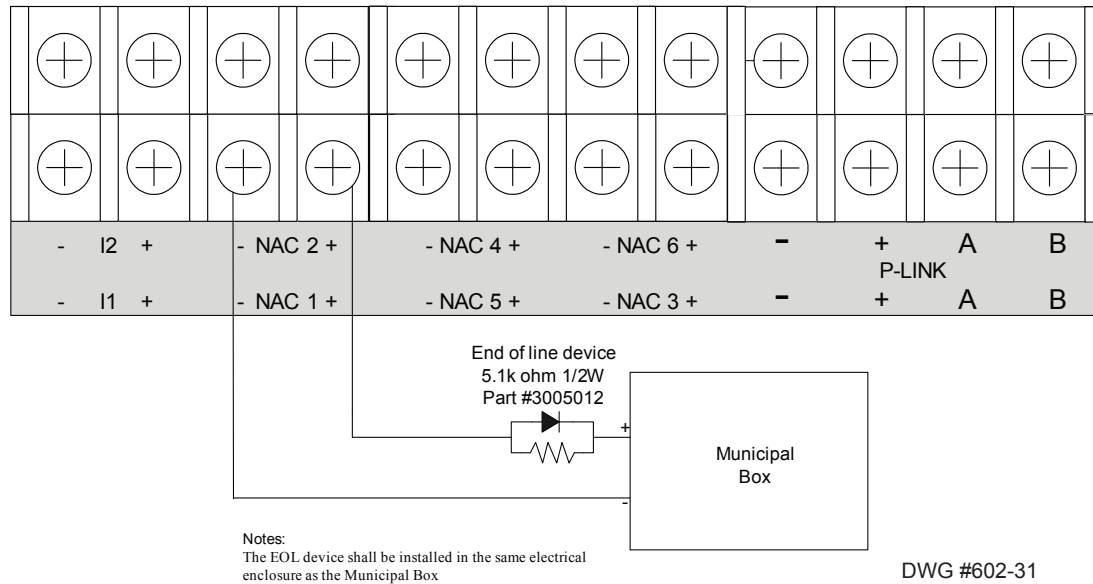 - I2 + - NAC 2 + - NAC 4 + - NAC 6 + - + A B
P-LINK
- I1 + - NAC 1 + - NAC 5 + - NAC 3 + - + A B
End of line device
5.1k ohm 1/2W
Part #3005012
+
Municipal
Box
-
Notes:
The EOL device shall be installed in the same electrical
enclosure as the Municipal Box
DWG #602-31